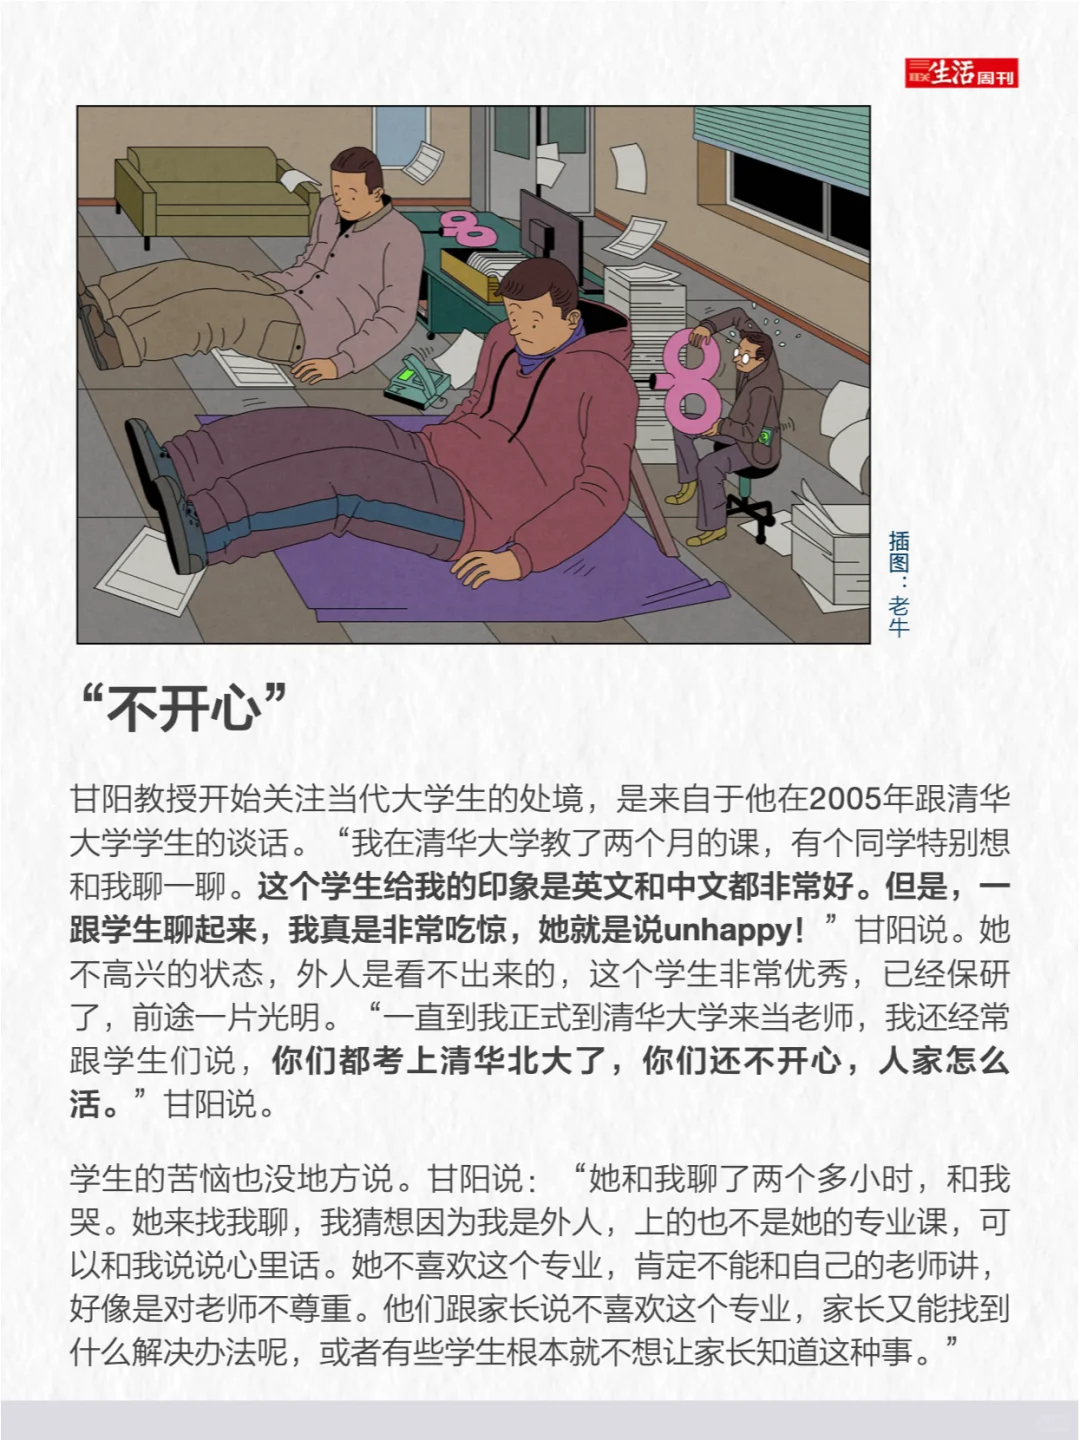 三联生活周刊
插图：老牛
“不开心”
甘阳教授开始关注当代大学生的处境，是来自于他在2005年跟清华
大学学生的谈话。“我在清华大学教了两个月的课，有个同学特别想
和我聊一聊。这个学生给我的印象是英文和中文都非常好。但是，一
跟学生聊起来，我真是非常吃惊，她就是说unhappy！”甘阳说。她
不高兴的状态，外人是看不出来的，这个学生非常优秀，已经保研
了，前途一片光明。“一直到我正式到清华大学来当老师，我还经常
跟学生们说，你们都考上清华北大了，你们还不开心，人家怎么
活。”甘阳说。
学生的苦恼也没地方说。甘阳说：“她和我聊了两个多小时，和我
哭。她来找我聊，我猜想因为我是外人，上的也不是她的专业课，可
以和我说说心里话。她不喜欢这个专业，肯定不能和自己的老师讲，
好像是对老师不尊重。他们跟家长说不喜欢这个专业，家长又能找到
什么解决办法呢，或者有些学生根本就不想让家长知道这种事。”